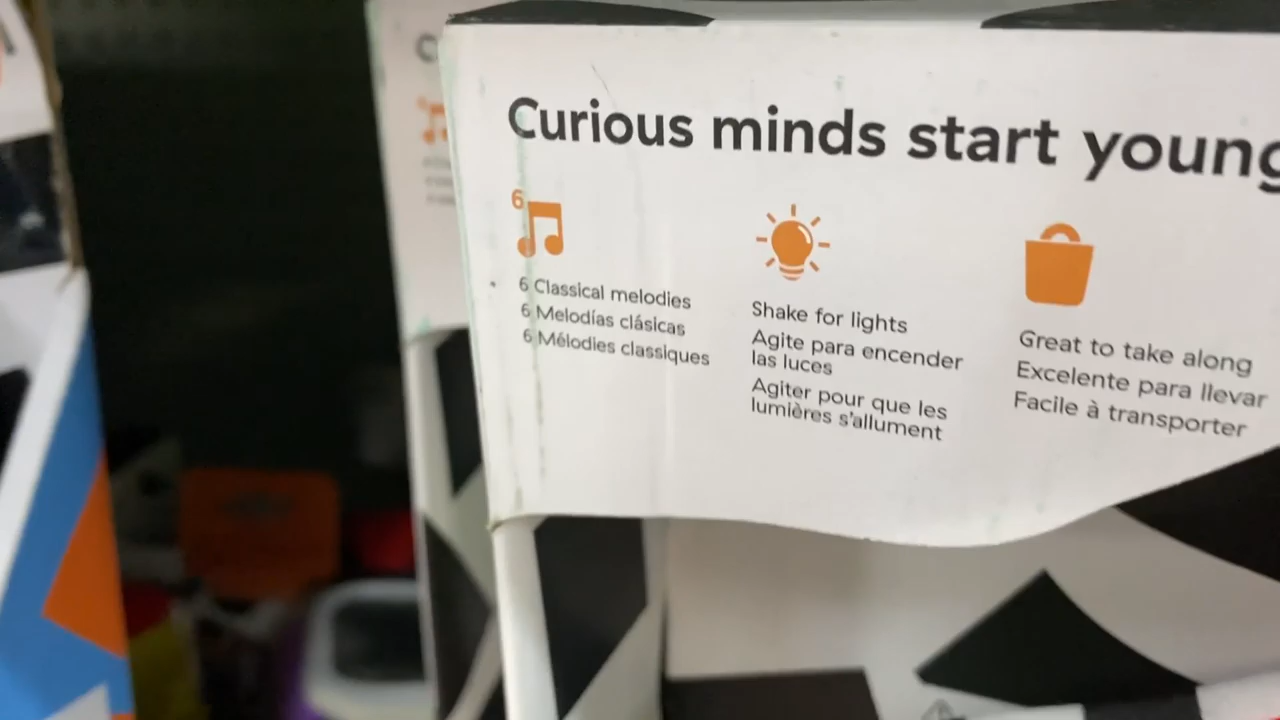 Curious minds start young
6
6 Classical melodies
6 Melodías clásicas
6 Mélodies classiques
Shake for lights
Agite para encender
las luces
Agiter pour que les
lumières s'allument
Great to take along
Excelente para llevar
Facile à transporter